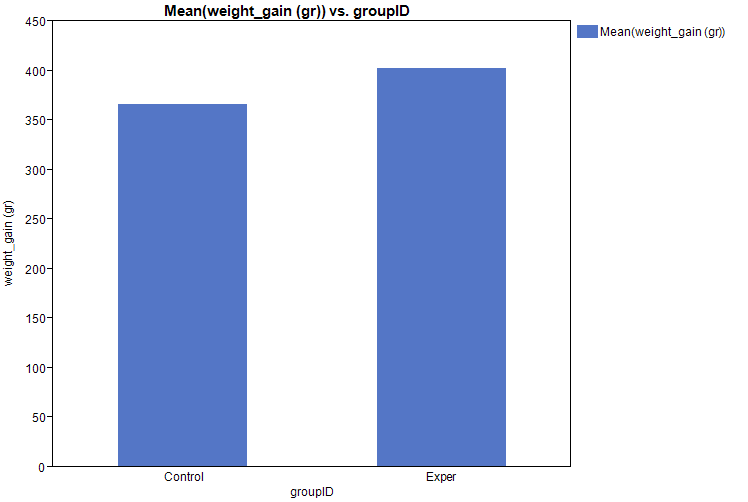 Mean(weight_gain (gr)) vs. groupID
Mean(weight_gain (gr))
weight_gain (gr)
450
400
350
300
250
200
150
100
50
0
Control
Exper
groupID